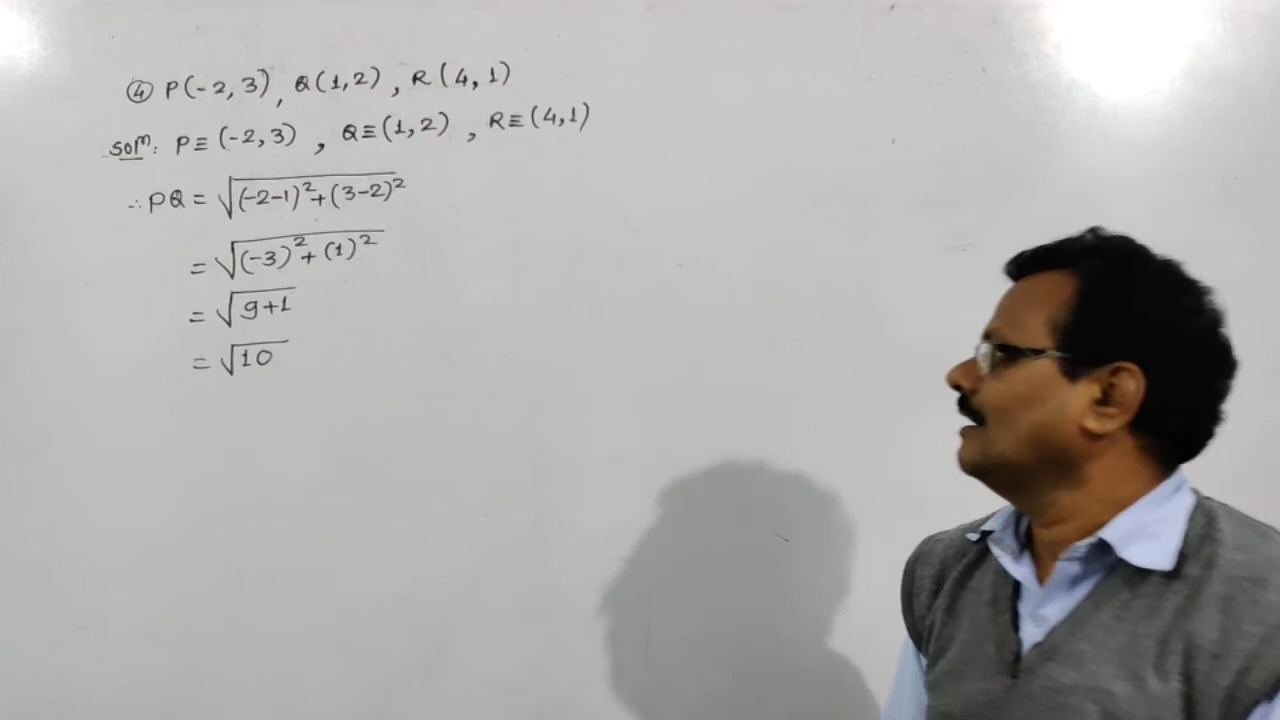 ④ P(-2, 3), Q(1,2), R(4, 1)
Solⁿ: P≡(-2,3), Q≡(1,2), R≡(4,1)
∴ PQ = √((-2-1)²+(3-2)²)
= √((-3)²+(1)²)
= √(9+1)
= √10